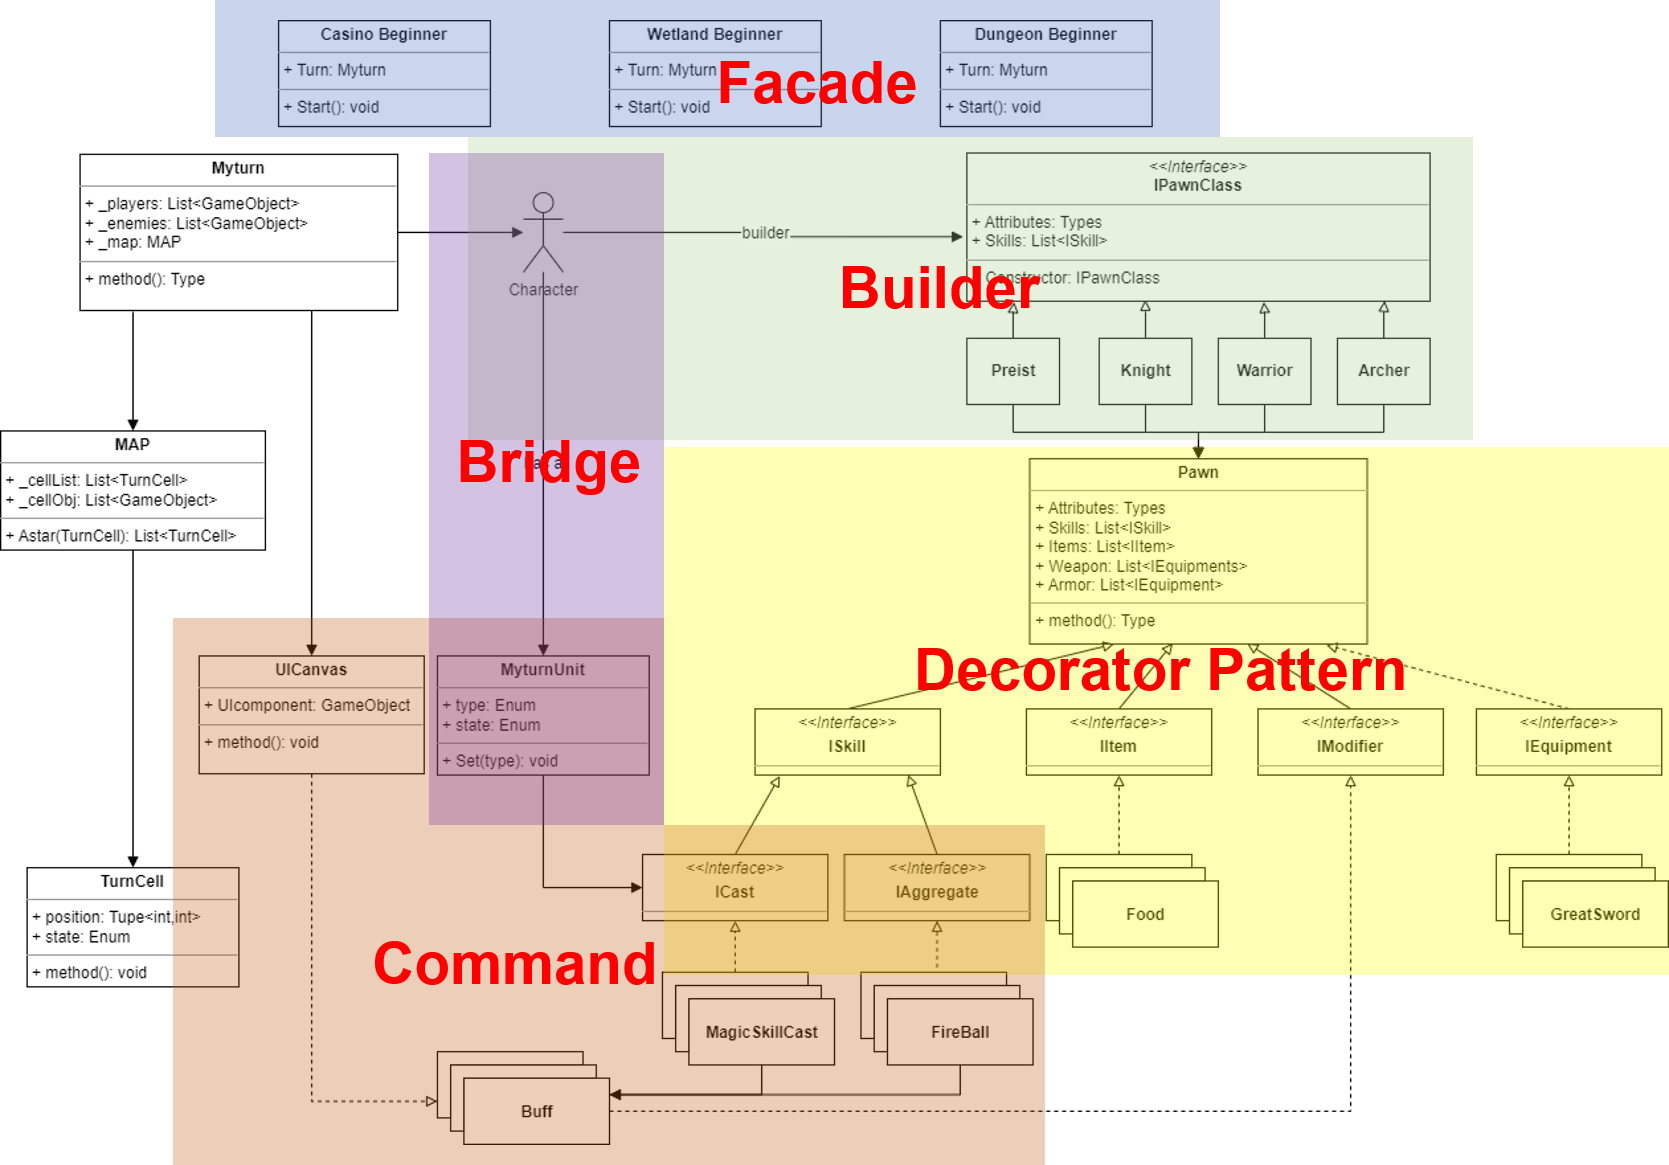 Casino Beginner
+ Turn: Myturn
+ Start(): void
Wetland Beginner
+ Turn: Myturn
+ Start(): void
Dungeon Beginner
+ Turn: Myturn
+ Start(): void
Facade
Myturn
+ _players: List<GameObject>
+ _enemies: List<GameObject>
+ _map: MAP
+ method(): Type
Character
builder
<<Interface>>
IPawnClass
+ Attributes: Types
+ Skills: List<ISkill>
Constructor: IPawnClass
Builder
Preist
Knight
Warrior
Archer
MAP
+ _cellList: List<TurnCell>
+ _cellObj: List<GameObject>
+ Astar(TurnCell): List<TurnCell>
Bridge
Pawn
+ Attributes: Types
+ Skills: List<ISkill>
+ Items: List<IItem>
+ Weapon: List<IEquipments>
+ Armor: List<IEquipment>
+ method(): Type
Decorator Pattern
UICanvas
+ UIcomponent: GameObject
+ method(): void
MyturnUnit
+ type: Enum
+ state: Enum
+ Set(type): void
<<Interface>>
ISkill
<<Interface>>
IItem
<<Interface>>
IModifier
<<Interface>>
IEquipment
TurnCell
+ position: Tupe<int,int>
+ state: Enum
+ method(): void
<<Interface>>
ICast
<<Interface>>
IAggregate
Food
GreatSword
Command
MagicSkillCast
FireBall
Buff